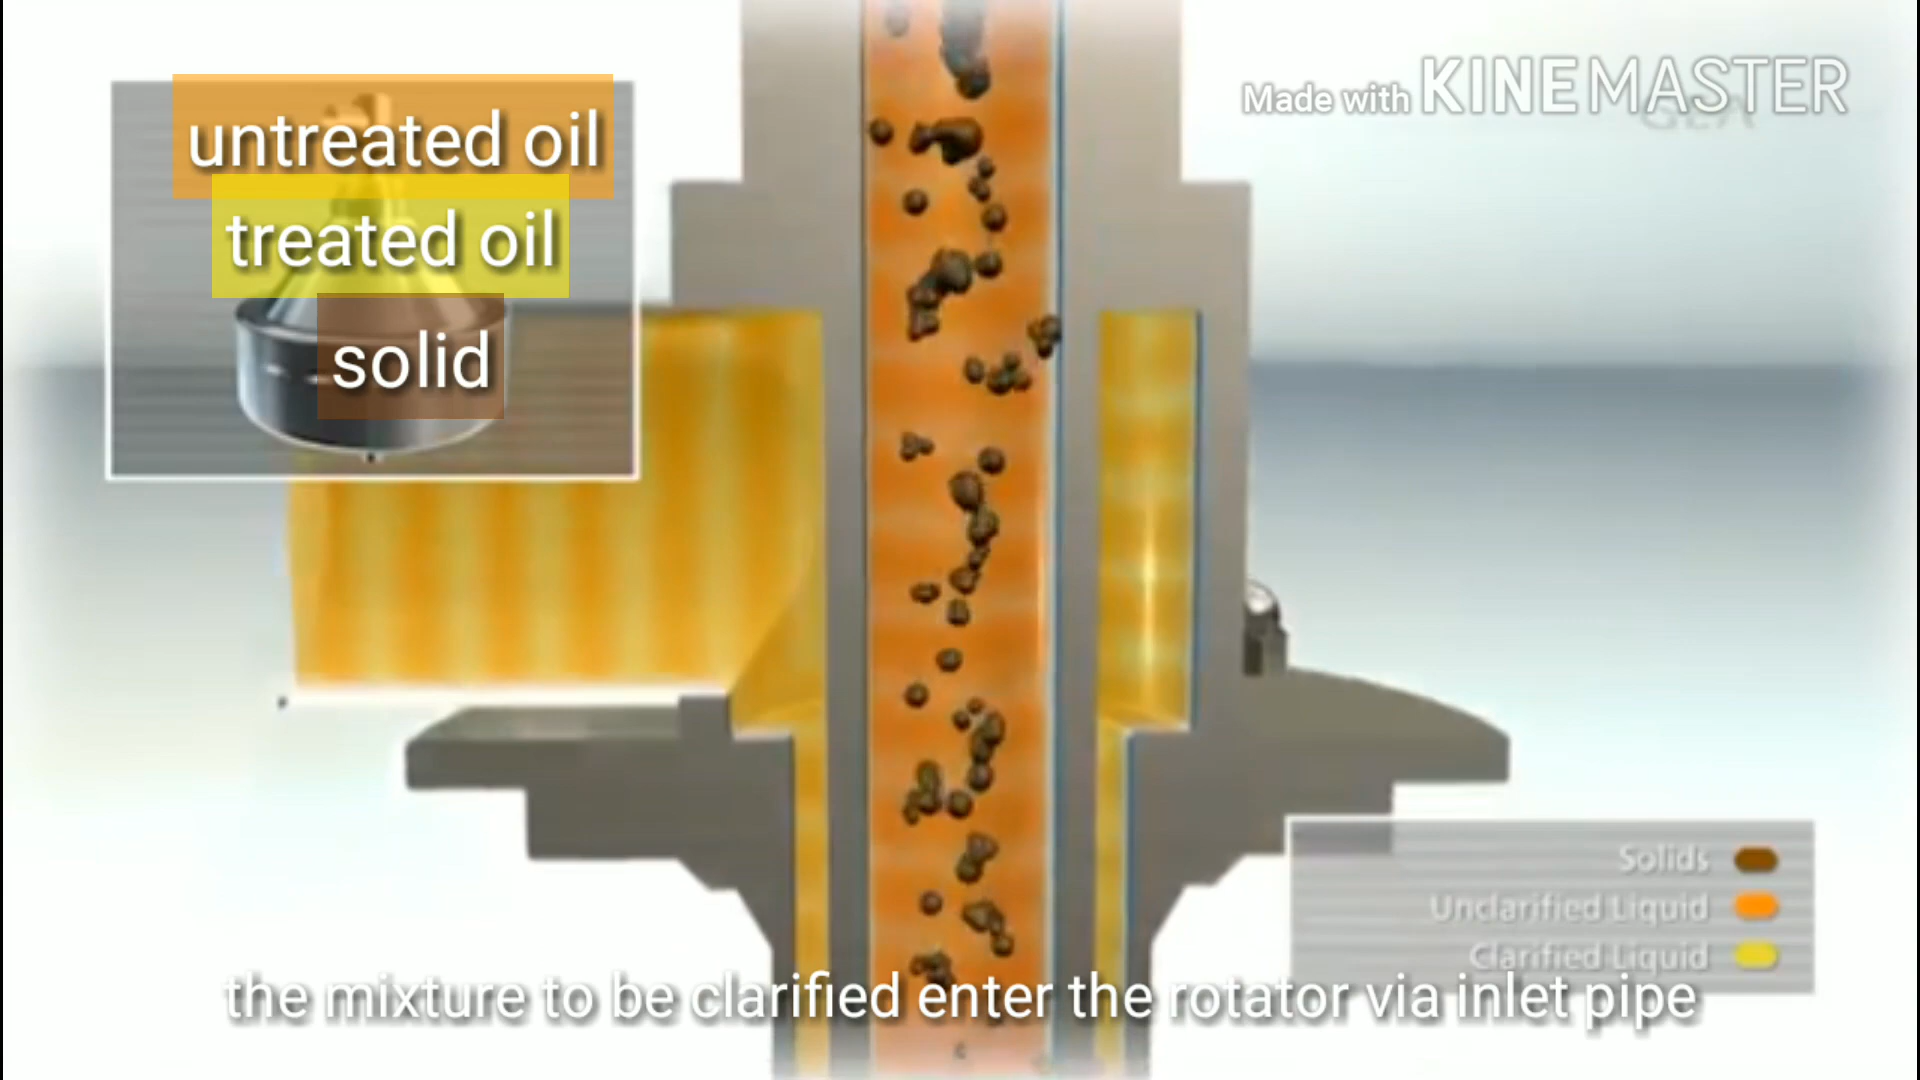 Made with KINEMASTER
untreated oil
treated oil
solid
Solids
Unclarified Liquid
Clarified Liquid
the mixture to be clarified enter the rotator via inlet pipe